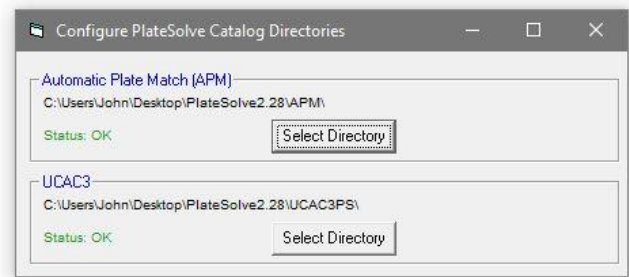 Configure PlateSolve Catalog Directories
Automatic Plate Match (APM)
C:\Users\John\Desktop\PlateSolve2.28\APM\
Status: OK
Select Directory
UCAC3
C:\Users\John\Desktop\PlateSolve2.28\UCAC3PS\
Status: OK
Select Directory